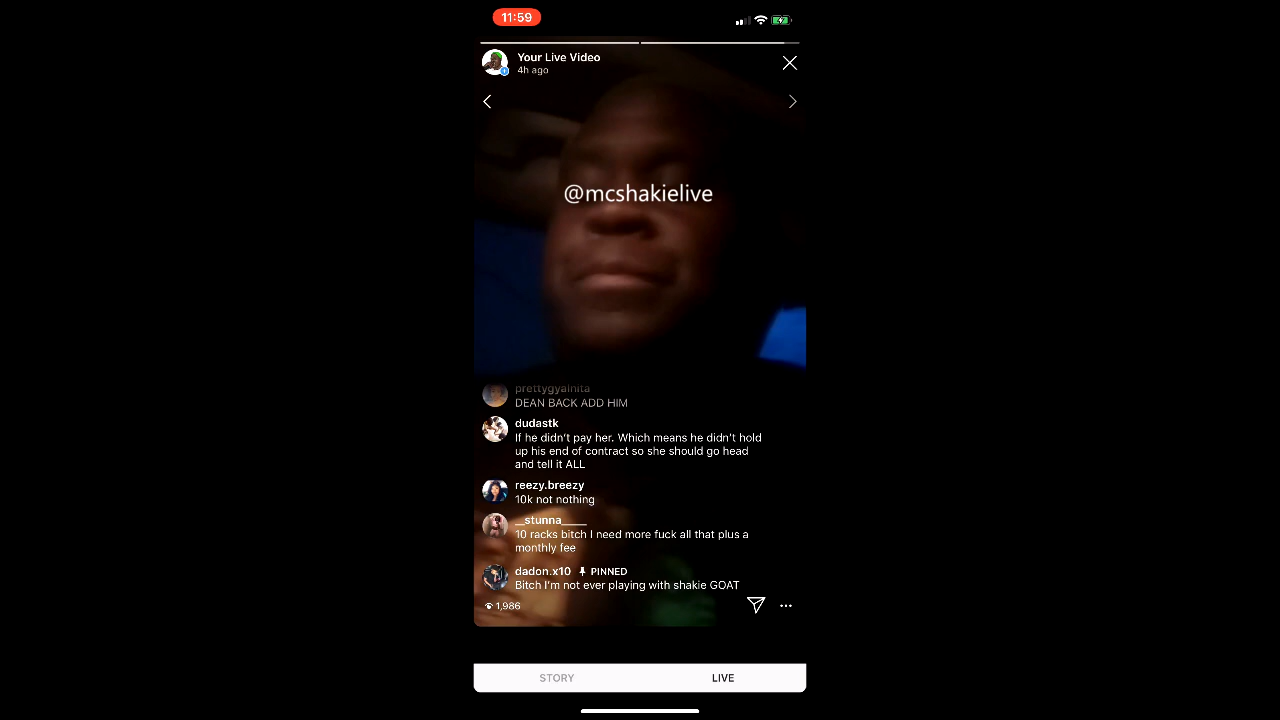 11:59
Your Live Video
4h ago
@mcshakielive
prettygyalnita
DEAN BACK ADD HIM
dudastk
If he didn't pay her. Which means he didn't hold
up his end of contract so she should go head
and tell it ALL
reezy.breezy
10k not nothing
__stunna_____
10 racks bitch I need more fuck all that plus a
monthly fee
dadon.x10 PINNED
Bitch I'm not ever playing with shakie GOAT
1,986
STORY LIVE